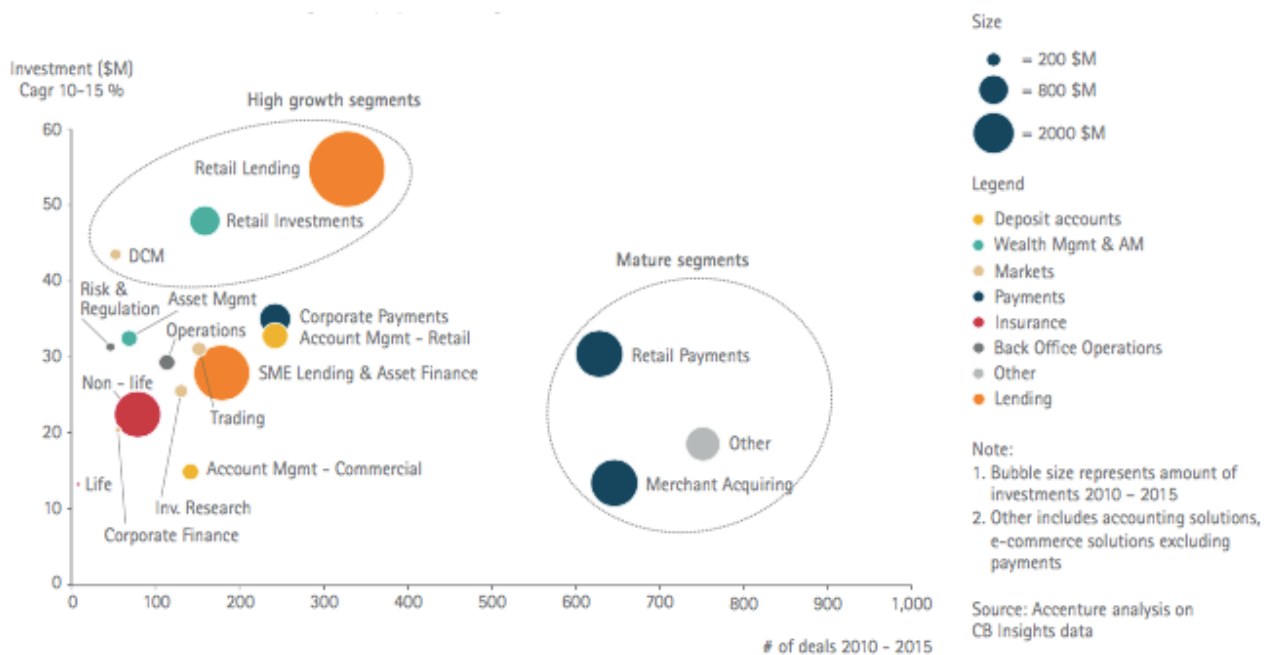 Investment ($M)
Cagr 10-15 %
High growth segments
60
50
40
30
20
10
0
Retail Lending
Retail Investments
DCM
Risk &
Regulation
Asset Mgmt
Operations
Corporate Payments
Account Mgmt - Retail
Non - life
SME Lending & Asset Finance
Trading
Account Mgmt - Commercial
Life
Inv. Research
Corporate Finance
Mature segments
Retail Payments
Other
Merchant Acquiring
0
100
200
300
400
500
600
700
800
900
1,000
# of deals 2010 - 2015
Size
= 200 $M
= 800 $M
= 2000 $M
Legend
Deposit accounts
Wealth Mgmt & AM
Markets
Payments
Insurance
Back Office Operations
Other
Lending
Note:
1. Bubble size represents amount of
investments 2010 - 2015
2. Other includes accounting solutions,
e-commerce solutions excluding
payments
Source: Accenture analysis on
CB Insights data